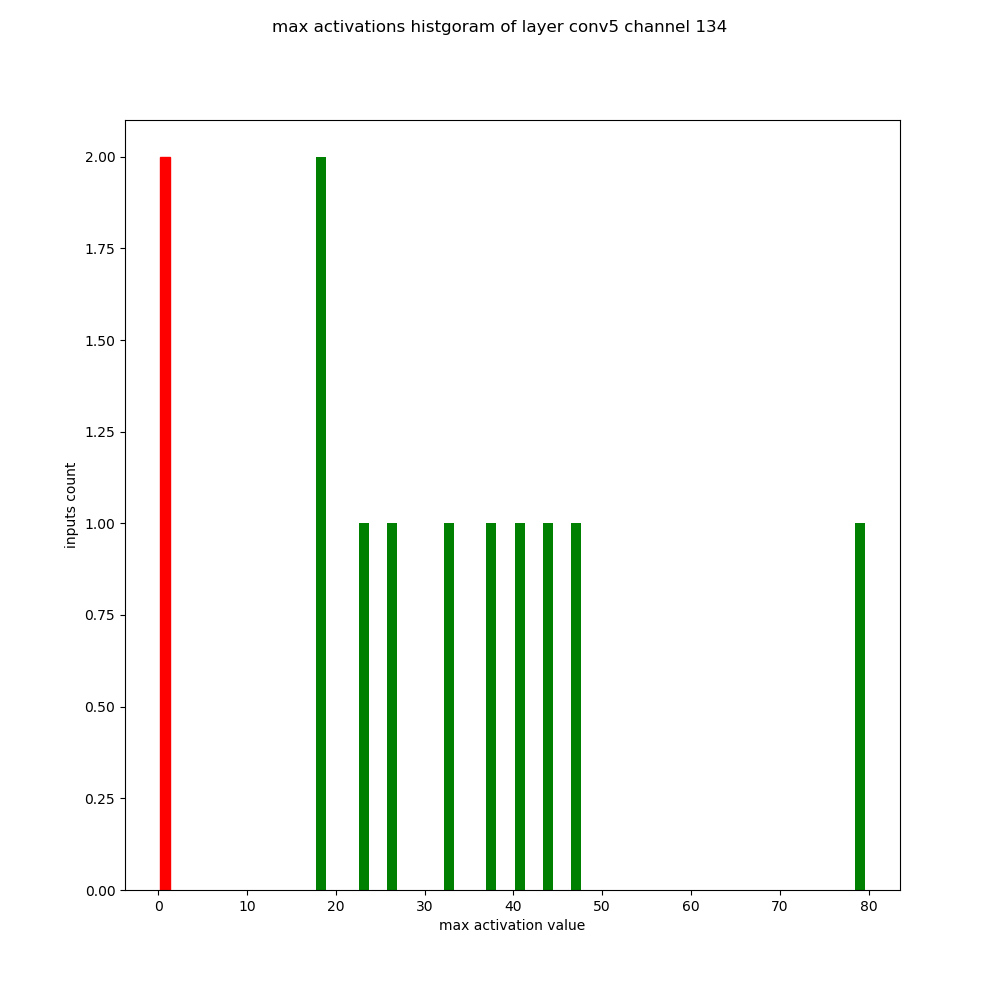 max activations histgoram of layer conv5 channel 134
2.00
1.75
1.50
1.25
1.00
0.75
0.50
0.25
0.00
inputs count
0 10 20 30 40 50 60 70 80
max activation value